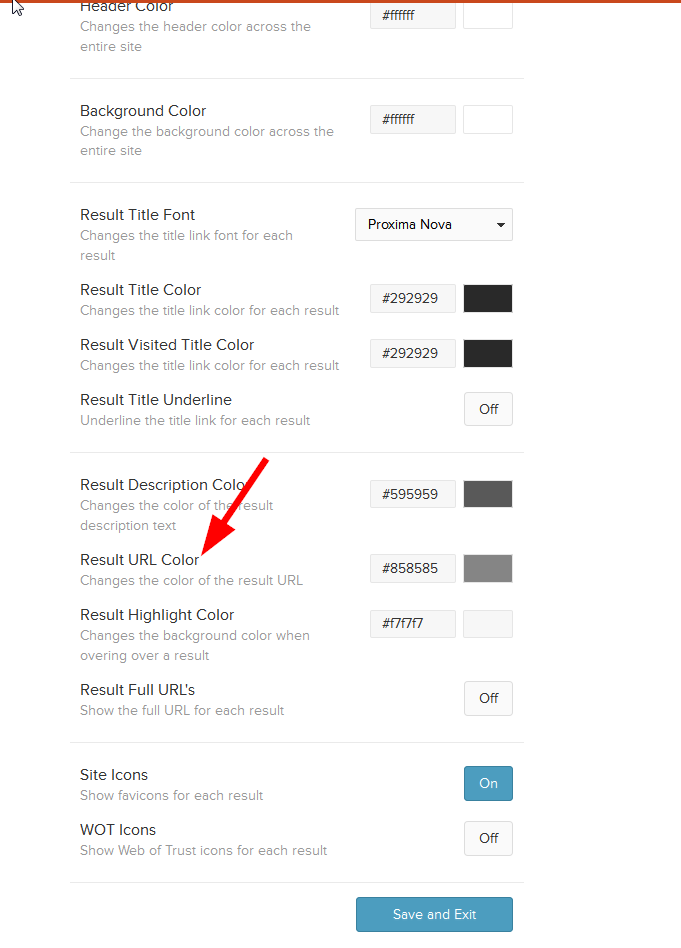 Header Color
#ffffff
Changes the header color across the
entire site
Background Color
#ffffff
Change the background color across the
entire site
Result Title Font
Proxima Nova
Changes the title link font for each
result
Result Title Color
#292929
Changes the title link color for each result
Result Visited Title Color
#292929
Changes the title link color for each result
Result Title Underline
Off
Underline the title link for each result
Result Description Color
#595959
Changes the color of the result
description text
Result URL Color
#858585
Changes the color of the result URL
Result Highlight Color
#f7f7f7
Changes the background color when
overing over a result
Result Full URL's
Off
Show the full URL for each result
Site Icons
On
Show favicons for each result
WOT Icons
Off
Show Web of Trust icons for each result
Save and Exit